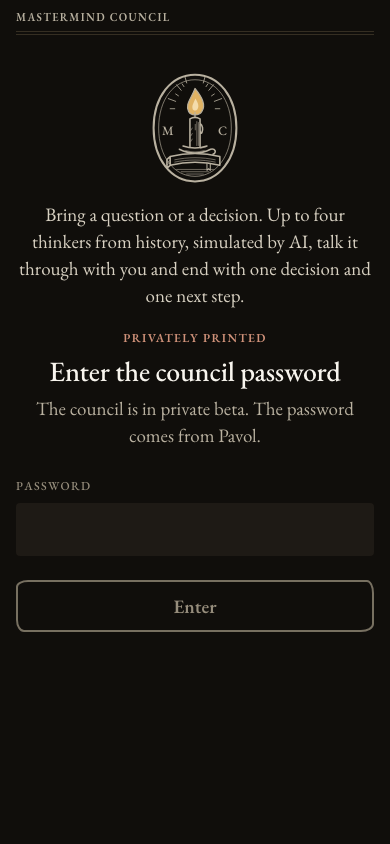 MASTERMIND COUNCIL
M C
Bring a question or a decision. Up to four
thinkers from history, simulated by AI, talk it
through with you and end with one decision and
one next step.
PRIVATELY PRINTED
Enter the council password
The council is in private beta. The password
comes from Pavol.
PASSWORD
Enter